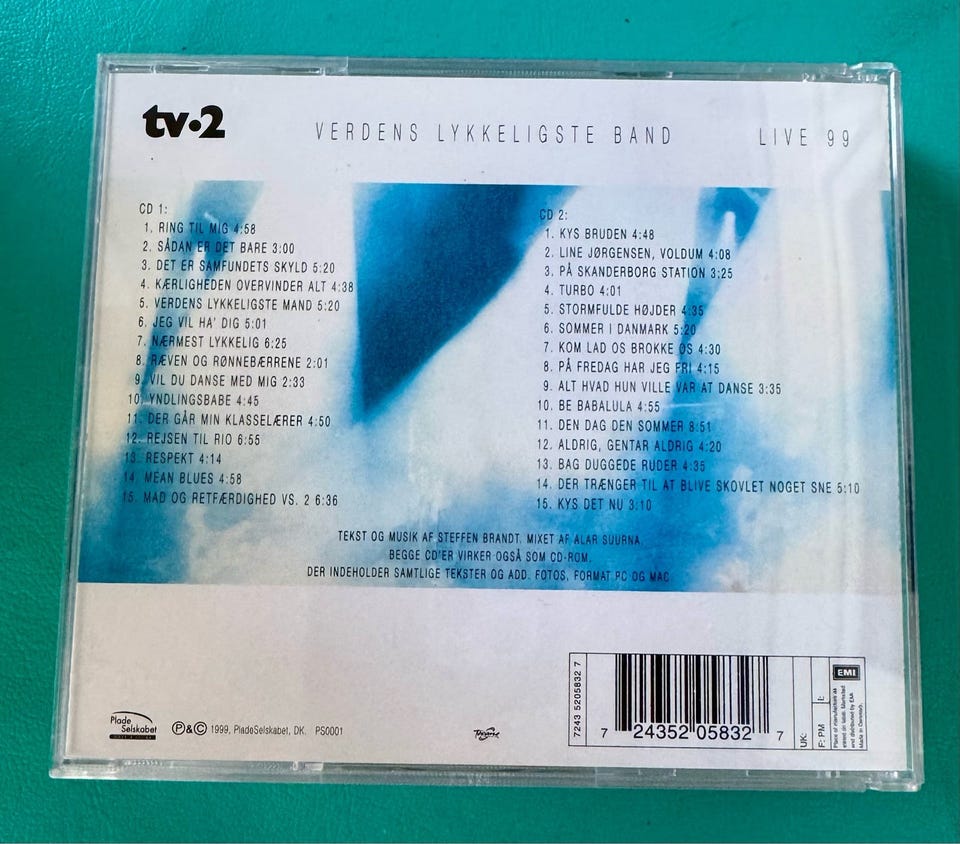 tv·2
VERDENS LYKKELIGSTE BAND
LIVE 99
CD 1:
1. RING TIL MIG 4:58
2. SÅDAN ER DET BARE 3:00
3. DET ER SAMFUNDETS SKYLD 5:20
4. KÆRLIGHEDEN OVERVINDER ALT 4:38
5. VERDENS LYKKELIGSTE MAND 5:20
6. JEG VIL HA' DIG 5:01
7. NÆRMEST LYKKELIG 6:25
8. RÆVEN OG RØNNEBÆRRENE 2:01
9. VIL DU DANSE MED MIG 2:33
10. YNDLINGSBABE 4:45
11. DER GÅR MIN KLASSELÆRER 4:50
12. REJSEN TIL RIO 6:55
13. RESPEKT 4:14
14. MEAN BLUES 4:58
15. MAD OG RETFÆRDIGHED VS. 2 6:36
CD 2:
1. KYS BRUDEN 4:48
2. LINE JØRGENSEN, VOLDUM 4:08
3. PÅ SKANDERBORG STATION 3:25
4. TURBO 4:01
5. STORMFULDE HØJDER 4:35
6. SOMMER I DANMARK 5:20
7. KOM LAD OS BROKKE OS 4:30
8. PÅ FREDAG HAR JEG FRI 4:15
9. ALT HVAD HUN VILLE VAR AT DANSE 3:35
10. BE BABALULA 4:55
11. DEN DAG DEN SOMMER 8:51
12. ALDRIG, GENTAR ALDRIG 4:20
13. BAG DUGGEDE RUDER 4:35
14. DER TRÆNGER TIL AT BLIVE SKOVLET NOGET SNE 5:10
15. KYS DET NU 3:10
TEKST OG MUSIK AF STEFFEN BRANDT. MIXET AF ALAR SUURNA.
BEGGE CD'ER VIRKER OGSÅ SOM CD-ROM.
DER INDEHOLDER SAMTLIGE TEKSTER OG ADD. FOTOS, FORMAT PC OG MAC
Plade
Selskabet
℗&© 1999, PladeSelskabet, DK. PS0001
7243 5205832 7
7 24352 05832 7
UK:
F: PM
E:
EMI
and distributed by EMI
Made in Denmark.